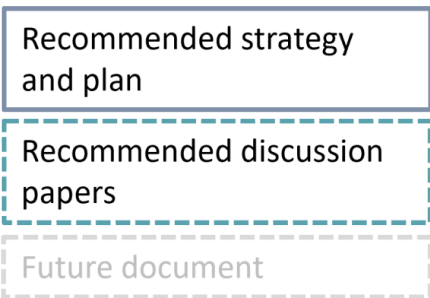 Recommended strategy
and plan
Recommended discussion
papers
Future document